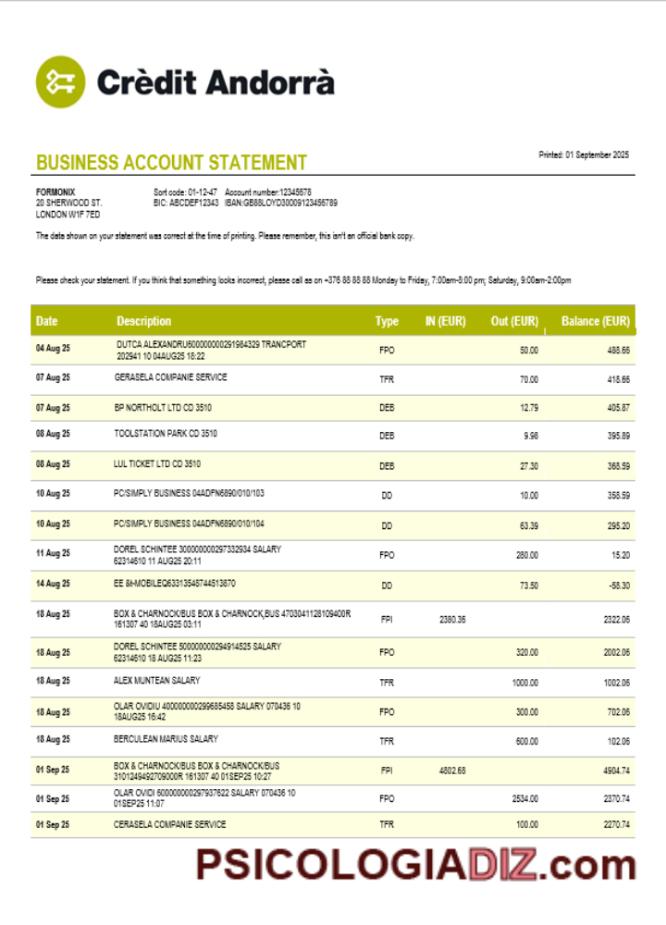 Crèdit Andorrà
BUSINESS ACCOUNT STATEMENT
Printed: 01 September 2025
FORMONIX
20 SHERWOOD ST.
LONDON W1F 7ED
Sort code: 01-12-47 Account number:12345678
BIC: ABCDEF12343 IBAN:GB88LOYD30009123456789
The data shown on your statement was correct at the time of printing. Please remember, this isn't an official bank copy.
Please check your statement. If you think that something looks incorrect, please call as on +376 88 88 88 Monday to Friday, 7:00am-8:00 pm; Saturday, 9:00am-2:00pm
Date Description Type IN (EUR) Out (EUR) Balance (EUR)
04 Aug 25 DUTCA ALEXANDRU600000000291984329 TRANCPORT FPO 50.00 488.66
202941 10 04AUG25 18:22
07 Aug 25 GERASELA COMPANIE SERVICE TFR 70.00 418.66
07 Aug 25 BP NORTHOLT LTD CD 3510 DEB 12.79 405.87
08 Aug 25 TOOLSTATION PARK CD 3510 DEB 9.98 395.89
08 Aug 25 LUL TICKET LTD CD 3510 DEB 27.30 368.59
10 Aug 25 PC/SIMPLY BUSINESS 04ADFN6890/010/103 DD 10.00 358.59
10 Aug 25 PC/SIMPLY BUSINESS 04ADFN6890/010/104 DD 63.39 295.20
11 Aug 25 DOREL SCHINTEE 300000000297332934 SALARY FPO 280.00 15.20
62314610 11 AUG25 20:11
14 Aug 25 EE &t-MOBILEQ63313548744513870 DD 73.50 -58.30
18 Aug 25 BOX & CHARNOCK/BUS BOX & CHARNOCK,BUS 4703041128109400R FPI 2380.36 2322.06
161307 40 18AUG25 03:11
18 Aug 25 DOREL SCHINTEE 500000000294914525 SALARY FPO 320.00 2002.06
62314610 18 AUG25 11:23
18 Aug 25 ALEX MUNTEAN SALARY TFR 1000.00 1002.06
18 Aug 25 OLAR OVIDIU 400000000299685458 SALARY 070436 10 FPO 300.00 702.06
18AUG25 16:42
18 Aug 25 BERCULEAN MARIUS SALARY TFR 600.00 102.06
01 Sep 25 BOX & CHARNOCK/BUS BOX & CHARNOCK/BUS FPI 4802.68 4904.74
3101249492709000R 161307 40 01SEP25 10:27
01 Sep 25 OLAR OVIDI 600000000297937622 SALARY 070436 10 FPO 2534.00 2370.74
01SEP25 11:07
01 Sep 25 CERASELA COMPANIE SERVICE TFR 100.00 2270.74
PSICOLOGIADIZ.com